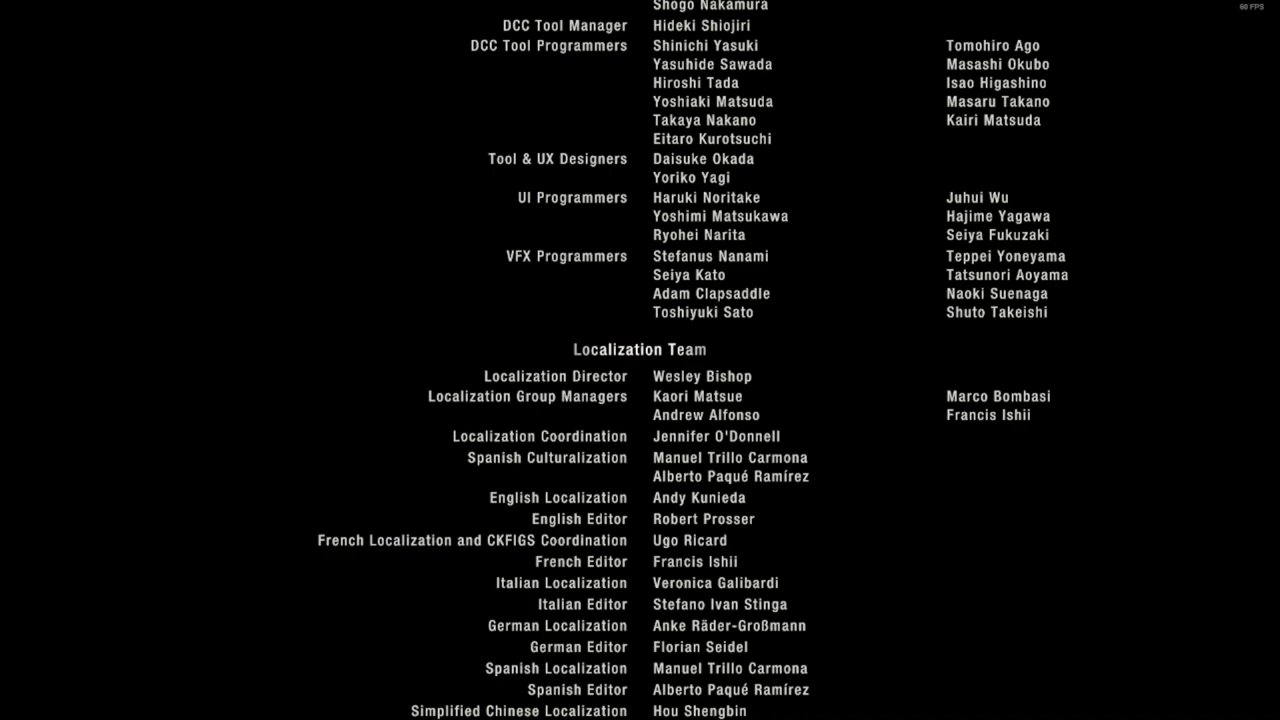 60 FPS
Shogo Nakamura
DCC Tool Manager Hideki Shiojiri
DCC Tool Programmers Shinichi Yasuki Tomohiro Ago
Yasuhide Sawada Masashi Okubo
Hiroshi Tada Isao Higashino
Yoshiaki Matsuda Masaru Takano
Takaya Nakano Kairi Matsuda
Eitaro Kurotsuchi
Tool & UX Designers Daisuke Okada
Yoriko Yagi
UI Programmers Haruki Noritake Juhui Wu
Yoshimi Matsukawa Hajime Yagawa
Ryohei Narita Seiya Fukuzaki
VFX Programmers Stefanus Nanami Teppei Yoneyama
Seiya Kato Tatsunori Aoyama
Adam Clapsaddle Naoki Suenaga
Toshiyuki Sato Shuto Takeishi
Localization Team
Localization Director Wesley Bishop
Localization Group Managers Kaori Matsue Marco Bombasi
Andrew Alfonso Francis Ishii
Localization Coordination Jennifer O'Donnell
Spanish Culturalization Manuel Trillo Carmona
Alberto Paqué Ramírez
English Localization Andy Kunieda
English Editor Robert Prosser
French Localization and CKFIGS Coordination Ugo Ricard
French Editor Francis Ishii
Italian Localization Veronica Galibardi
Italian Editor Stefano Ivan Stinga
German Localization Anke Räder-Großmann
German Editor Florian Seidel
Spanish Localization Manuel Trillo Carmona
Spanish Editor Alberto Paqué Ramírez
Simplified Chinese Localization Hou Shengbin